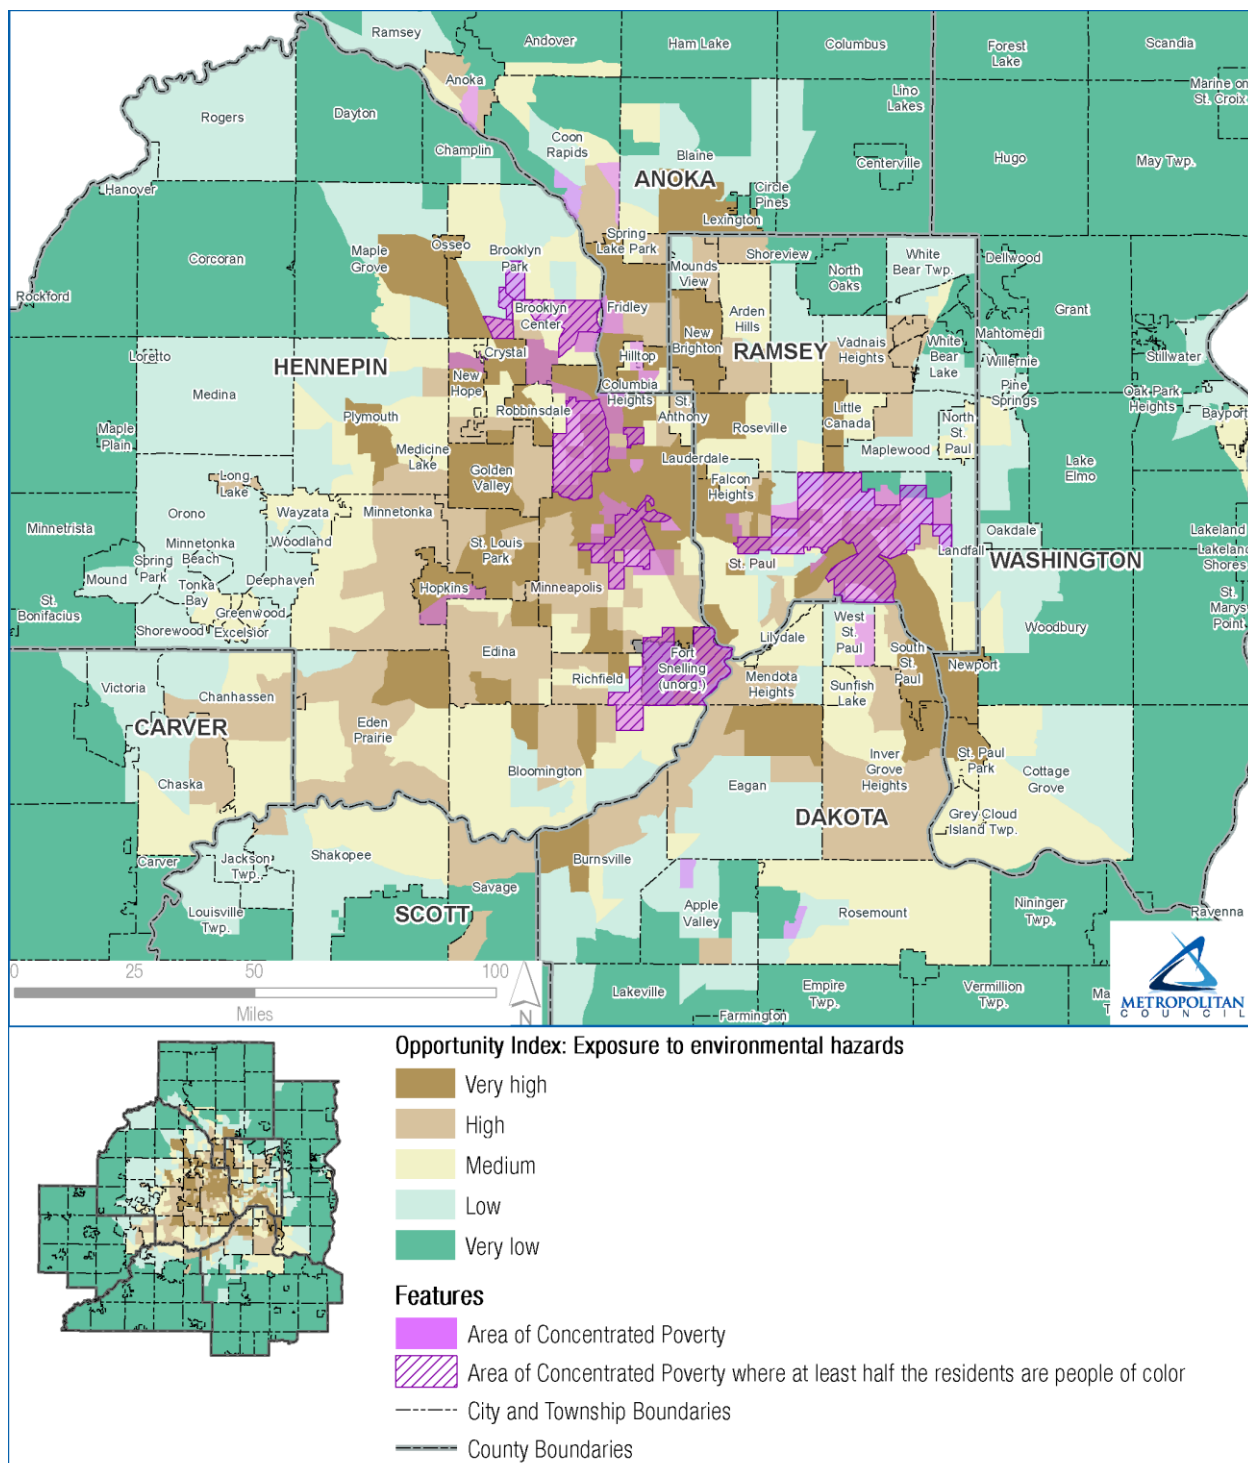 Ramsey
Andover
Ham Lake
Columbus
Forest
Lake
Scandia
Anoka
Rogers
Dayton
Lino
Lakes
Marine on
St. Croix
Coon
Rapids
Champlin
Blaine
Centerville
Hugo
May Twp.
Hanover
ANOKA
Circle
Pines
Lexington
Corcoran
Maple
Grove
Osseo
Brooklyn
Park
Spring
Lake Park
Mounds
View
Shoreview
North
Oaks
White
Bear Twp.
Dellwood
Rockford
Brooklyn
Center
Fridley
Arden
Hills
Grant
New
Brighton
RAMSEY
Vadnais
Heights
White
Bear
Lake
Mahtomedi
Willernie
Stillwater
Loretto
HENNEPIN
Crystal
New
Hope
Hilltop
Columbia
Heights
Pine
Springs
Oak Park
Heights
Bayport
Medina
Plymouth
Robbinsdale
St.
Anthony
Roseville
Little
Canada
North
St.
Paul
Maple
Plain
Medicine
Lake
Golden
Valley
Lauderdale
Maplewood
Lake
Elmo
Long
Lake
Falcon
Heights
Minnetrista
Orono
Wayzata
Minnetonka
Woodland
St. Louis
Park
Oakdale
Landfall
Lakeland
Lakeland
Shores
WASHINGTON
Minnetonka
Beach
Spring
Park
Mound
Tonka
Bay
Deephaven
Hopkins
Minneapolis
St. Paul
St.
Bonifacius
Greenwood
Shorewood
Excelsior
Lilydale
West
St.
Paul
Woodbury
St.
Marys
Point
Edina
Richfield
Fort
Snelling
(unorg.)
Mendota
Heights
Sunfish
Lake
South
St.
Paul
Newport
Victoria
Chanhassen
CARVER
Eden
Prairie
St. Paul
Park
Chaska
Bloomington
Eagan
Inver
Grove
Heights
Cottage
Grove
DAKOTA
Grey Cloud
Island Twp.
Carver
Jackson
Twp.
Shakopee
Burnsville
Savage
Louisville
Twp.
SCOTT
Apple
Valley
Rosemount
Nininger
Twp.
Ravenna
0 25 50 100
Miles
N
Lakeville
Farmington
Empire
Twp.
Vermillion
Twp.
Ma
METROPOLITAN
COUNCIL
Opportunity Index: Exposure to environmental hazards
Very high
High
Medium
Low
Very low
Features
Area of Concentrated Poverty
Area of Concentrated Poverty where at least half the residents are people of color
City and Township Boundaries
County Boundaries